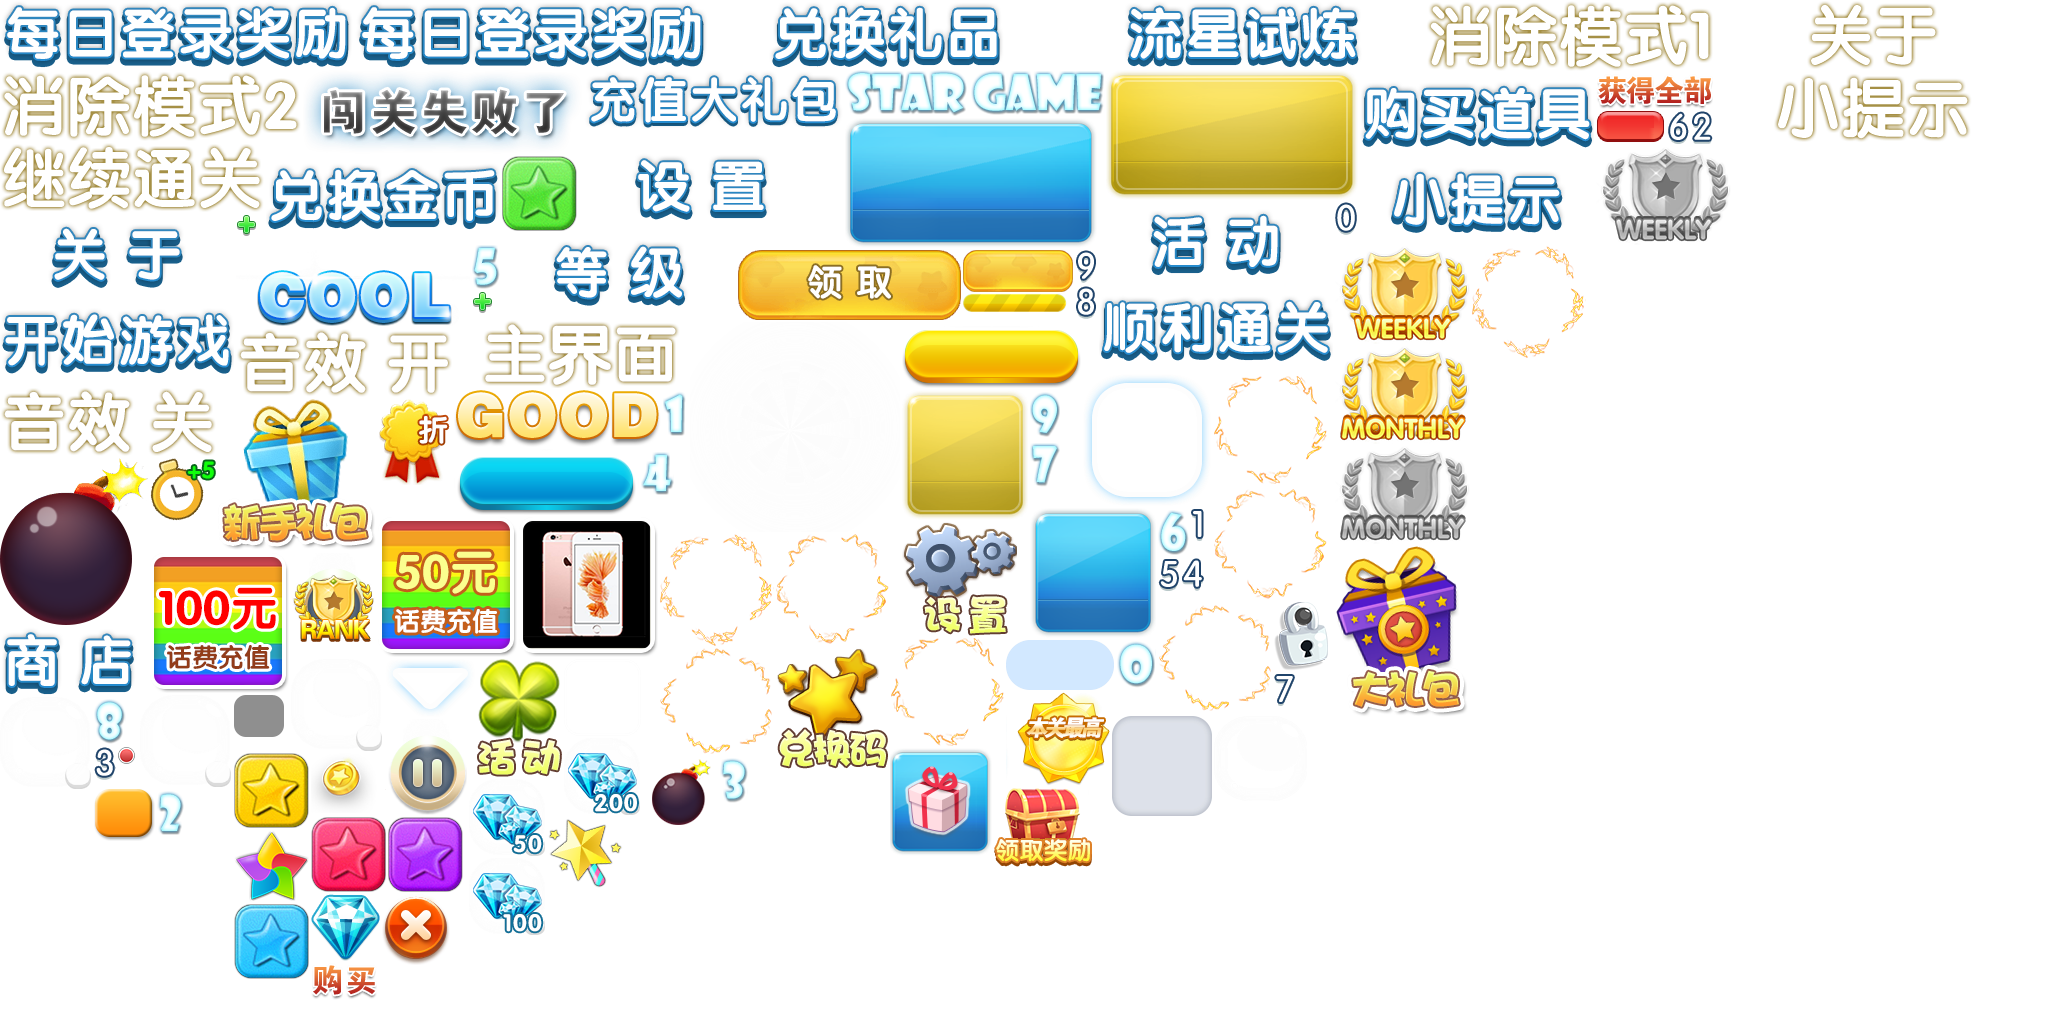 每日登录奖励
每日登录奖励
兑换礼品
流星试炼
消除模式1
关于
消除模式2
闯关失败了
充值大礼包
STAR GAME
购买道具
获得全部
62
小提示
继续通关
+
兑换金币
设 置
0
小提示
WEEKLY
关 于
COOL
5
+
等 级
领 取
9
8
活 动
WEEKLY
开始游戏
音效 开
主界面
顺利通关
MONTHLY
音效 关
折
GOOD
1
4
9
7
+5
新手礼包
MONTHLY
100元
话费充值
RANK
50元
话费充值
设置
6
1
54
商 店
0
7
大礼包
8
3
活动
兑换码
本关最高
2
200
3
50
领取奖励
100
购买